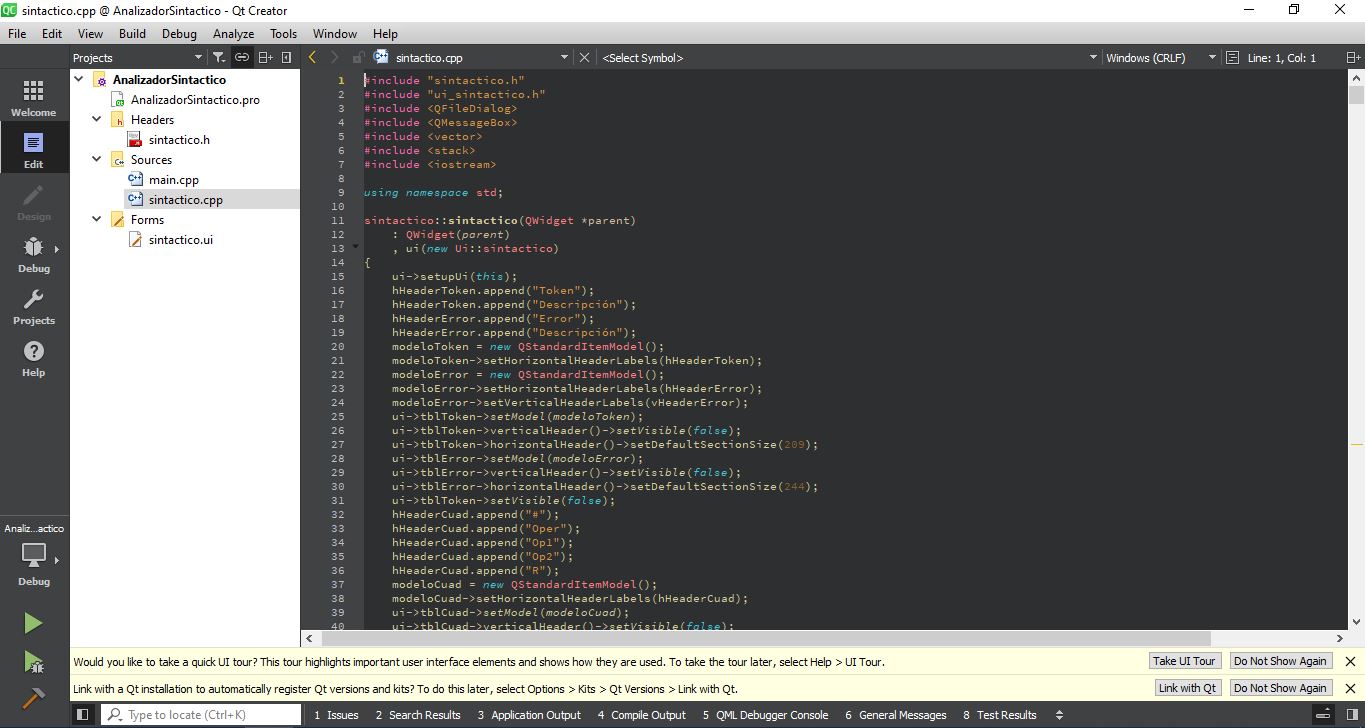 sintactico.cpp @ AnalizadorSintactico - Qt Creator
File Edit View Build Debug Analyze Tools Window Help
Projects sintactico.cpp <Select Symbol> Windows (CRLF) Line: 1, Col: 1
Welcome
Edit
Design
Debug
Projects
Help
Analiz...actico
Debug
AnalizadorSintactico
AnalizadorSintactico.pro
Headers
sintactico.h
Sources
main.cpp
sintactico.cpp
Forms
sintactico.ui
1 #include "sintactico.h"
2 #include "ui_sintactico.h"
3 #include <QFileDialog>
4 #include <QMessageBox>
5 #include <vector>
6 #include <stack>
7 #include <iostream>
8
9 using namespace std;
10
11 sintactico::sintactico(QWidget *parent)
12 : QWidget(parent)
13 , ui(new Ui::sintactico)
14 {
15 ui->setupUi(this);
16 hHeaderToken.append("Token");
17 hHeaderToken.append("Descripción");
18 hHeaderError.append("Error");
19 hHeaderError.append("Descripción");
20 modeloToken = new QStandardItemModel();
21 modeloToken->setHorizontalHeaderLabels(hHeaderToken);
22 modeloError = new QStandardItemModel();
23 modeloError->setHorizontalHeaderLabels(hHeaderError);
24 modeloError->setVerticalHeaderLabels(vHeaderError);
25 ui->tblToken->setModel(modeloToken);
26 ui->tblToken->verticalHeader()->setVisible(false);
27 ui->tblToken->horizontalHeader()->setDefaultSectionSize(209);
28 ui->tblError->setModel(modeloError);
29 ui->tblError->verticalHeader()->setVisible(false);
30 ui->tblError->horizontalHeader()->setDefaultSectionSize(244);
31 ui->tblToken->setVisible(false);
32 hHeaderCuad.append("#");
33 hHeaderCuad.append("Oper");
34 hHeaderCuad.append("Op1");
35 hHeaderCuad.append("Op2");
36 hHeaderCuad.append("R");
37 modeloCuad = new QStandardItemModel();
38 modeloCuad->setHorizontalHeaderLabels(hHeaderCuad);
39 ui->tblCuad->setModel(modeloCuad);
40 ui->tblCuad->verticalHeader()->setVisible(false);
Would you like to take a quick UI tour? This tour highlights important user interface elements and shows how they are used. To take the tour later, select Help > UI Tour. Take UI Tour Do Not Show Again
Link with a Qt installation to automatically register Qt versions and kits? To do this later, select Options > Kits > Qt Versions > Link with Qt. Link with Qt Do Not Show Again
Type to locate (Ctrl+K) 1 Issues 2 Search Results 3 Application Output 4 Compile Output 5 QML Debugger Console 6 General Messages 8 Test Results